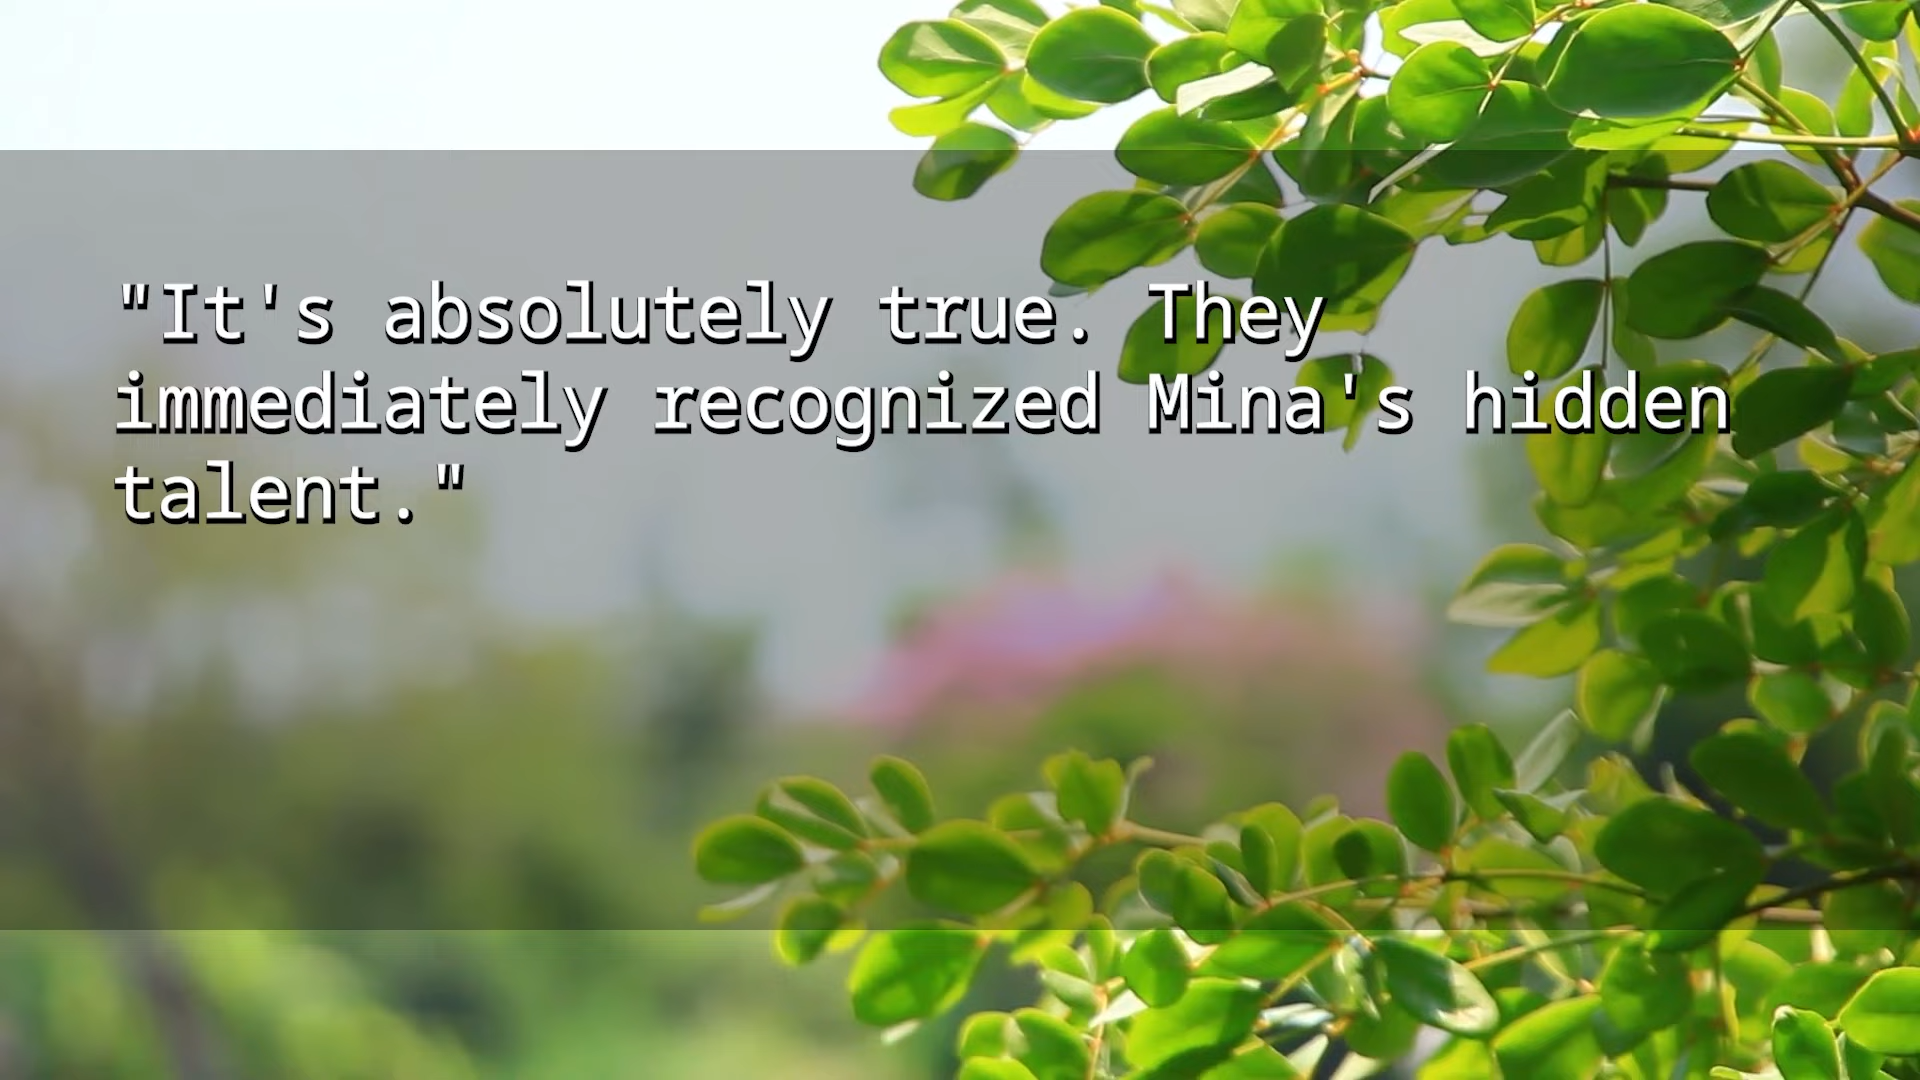 "It's absolutely true. They
immediately recognized Mina's hidden
talent."